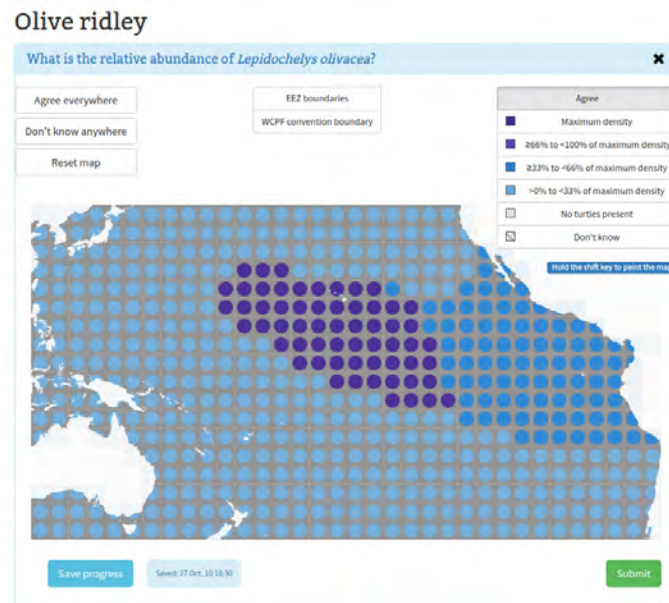 Olive ridley
What is the relative abundance of Lepidochelys olivacea?
✖
Agree everywhere
Don't know anywhere
Reset map
EEZ boundaries
WCPF convention boundary
Agree
Maximum density
≥66% to <100% of maximum density
≥33% to <66% of maximum density
>0% to <33% of maximum density
No turtles present
Don't know
Hold the shift key to paint the map
Save progress
Saved: 27 Oct, 10:18:30
Submit